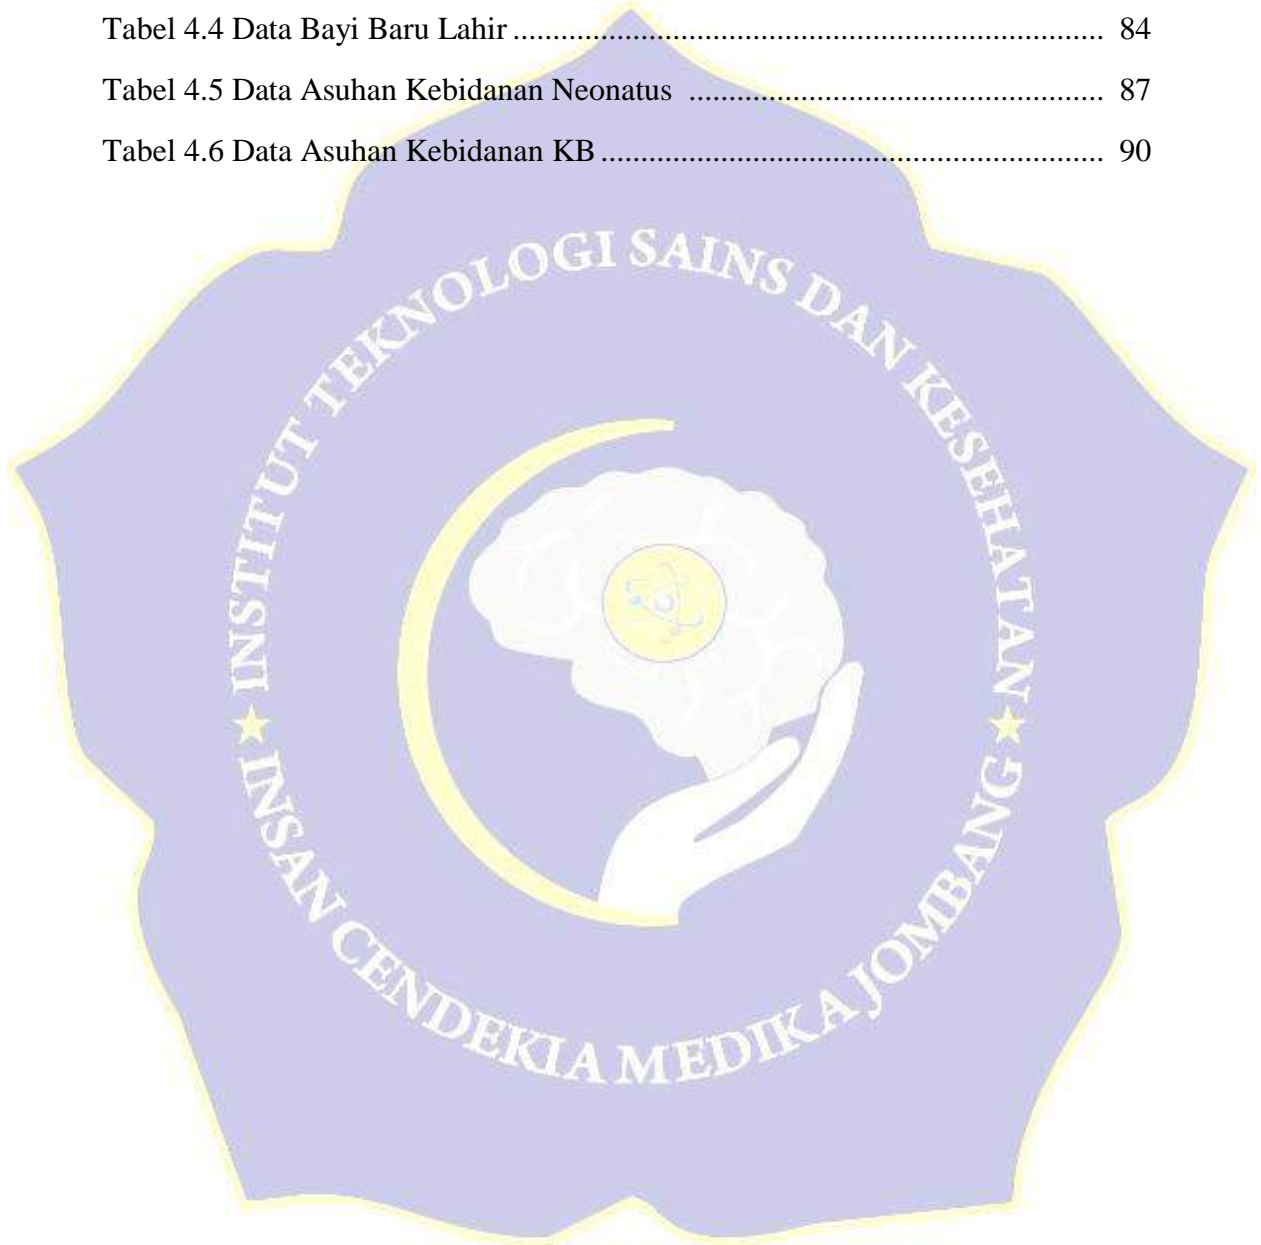 Tabel 4.4 Data Bayi Baru Lahir ........................................................................... 84
Tabel 4.5 Data Asuhan Kebidanan Neonatus ..................................................... 87
Tabel 4.6 Data Asuhan Kebidanan KB ................................................................ 90
INSTITUT TEKNOLOGI SAINS DAN KESEHATAN
INSAN CENDEKIA MEDIKA JOMBANG